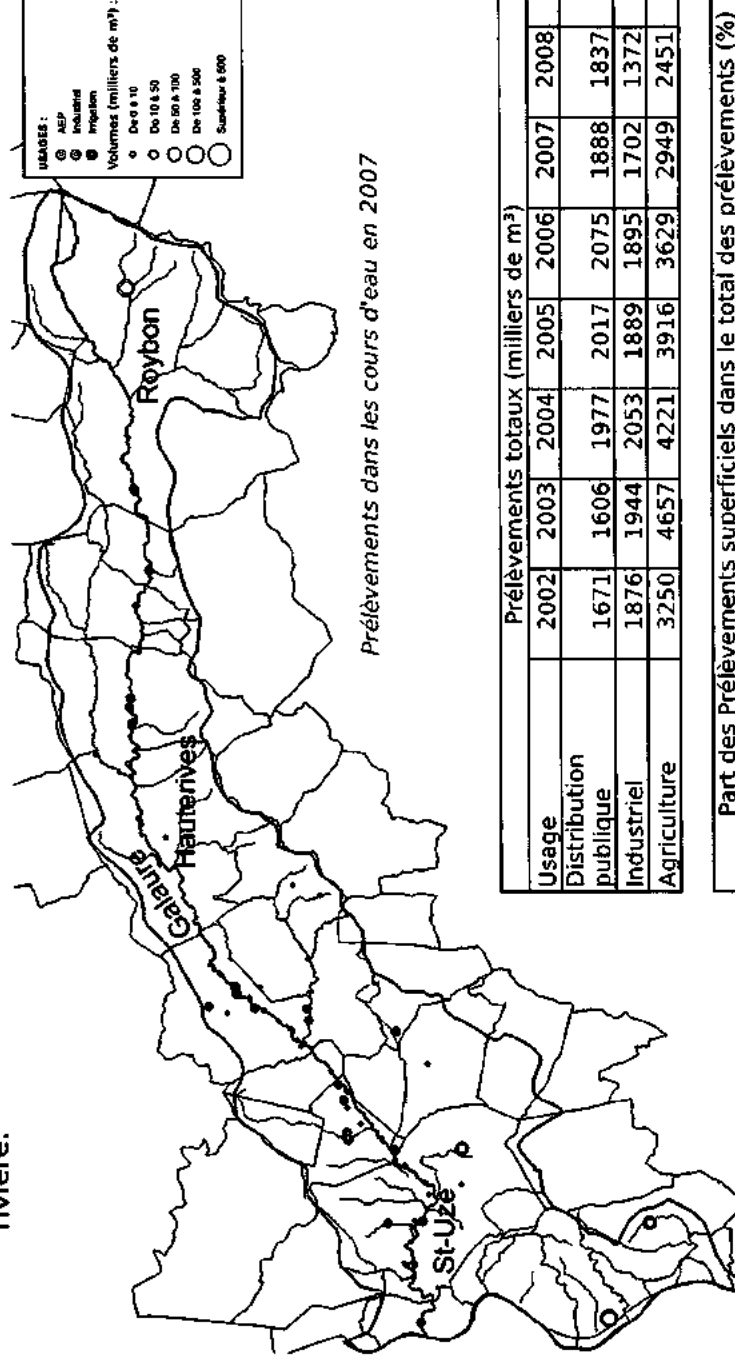 rivière.
USAGES :
AEP
Industriel
Irrigation
Volumes (milliers de m³) :
De 0 à 10
De 10 à 50
De 50 à 100
De 100 à 500
Supérieur à 500
Roybon
Galaure
Hauterives
St-Uze
Prélèvements dans les cours d'eau en 2007
Prélèvements totaux (milliers de m³)
Usage 2002 2003 2004 2005 2006 2007 2008
Distribution
publique 1671 1606 1977 2017 2075 1888 1837
Industriel 1876 1944 2053 1889 1895 1702 1372
Agriculture 3250 4657 4221 3916 3629 2949 2451
Part des Prélèvements superficiels dans le total des prélèvements (%)